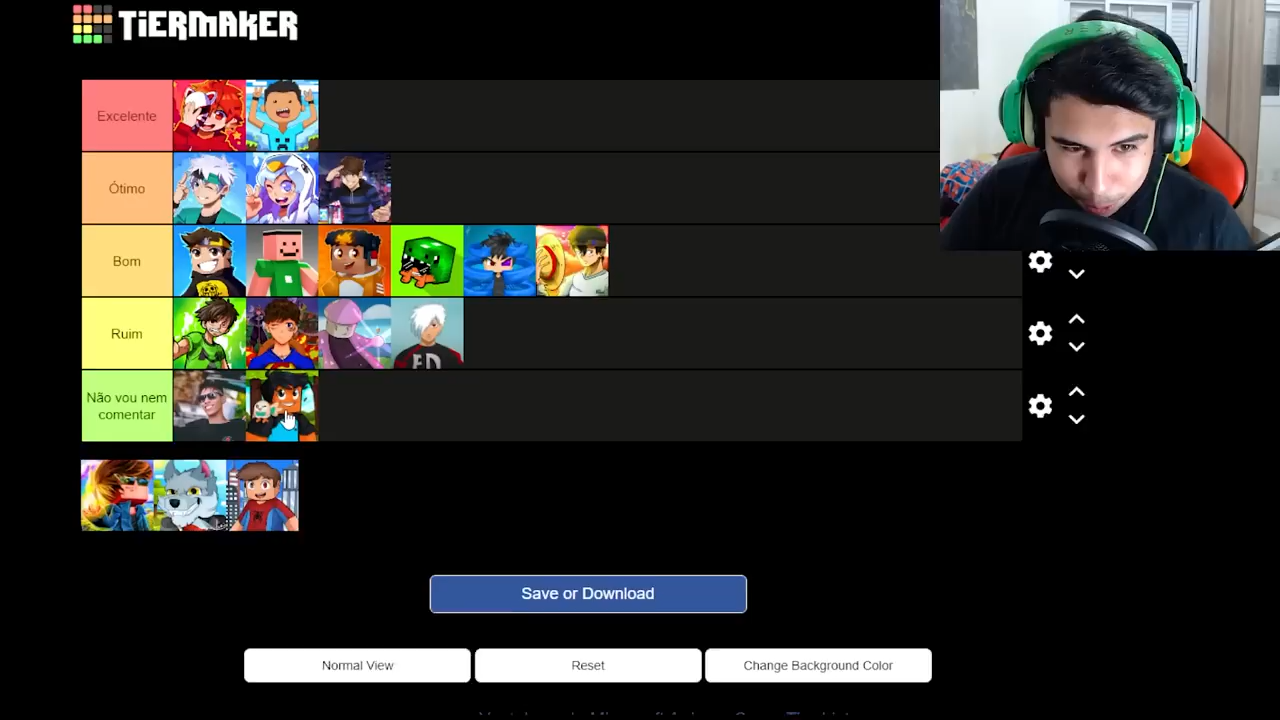 TIERMAKER
Excelente
Ótimo
Bom
Ruim
Não vou nem
comentar
Save or Download
Normal View
Reset
Change Background Color